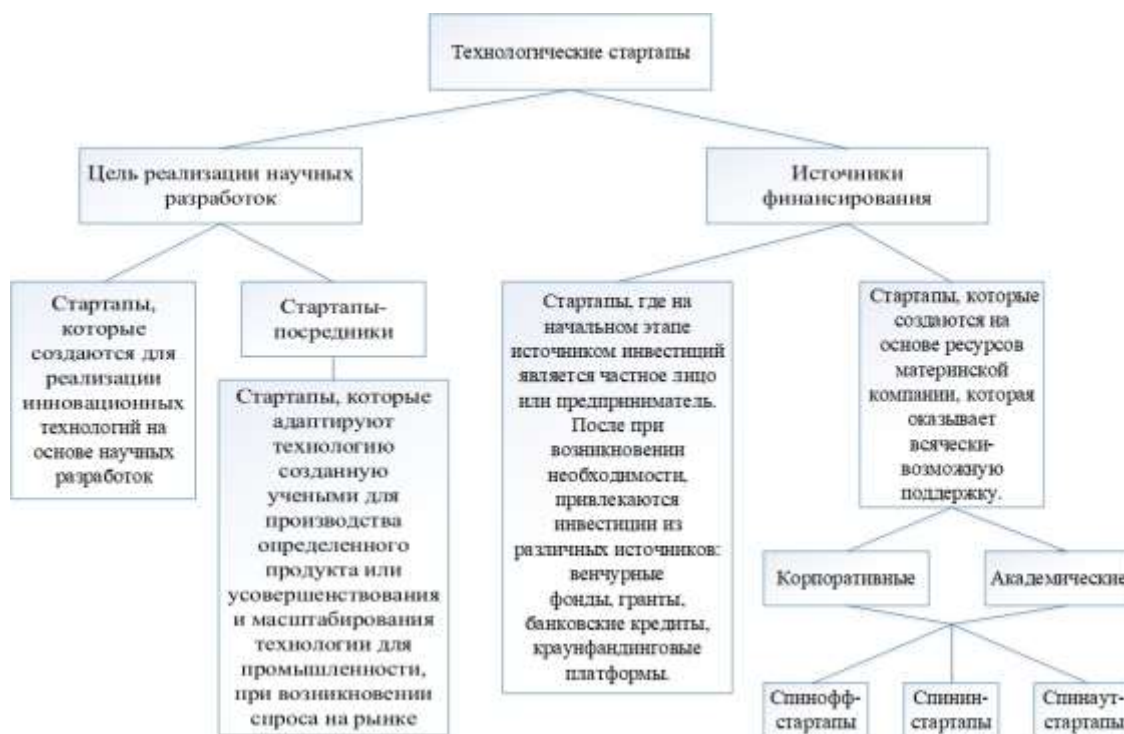 Технологические стартапы
Цель реализации научных
разработок
Источники
финансирования
Стартапы,
которые
создаются для
реализации
инновационных
технологий на
основе научных
разработок
Стартапы-
посредники
Стартапы, которые
адаптируют
технологию
созданную
учеными для
производства
определенного
продукта или
усовершенствования
и масштабирования
технологии для
промышленности,
при возникновении
спроса на рынке
Стартапы, где на
начальном этапе
источником инвестиций
является частное лицо
или предприниматель.
После при
возникновении
необходимости,
привлекаются
инвестиции из
различных источников:
венчурные
фонды, гранты,
банковские кредиты,
краунфандинговые
платформы.
Стартапы, которые
создаются на
основе ресурсов
материнской
компании, которая
оказывает
всячески-
возможную
поддержку.
Корпоративные
Академические
Спинофф-
стартапы
Спинин-
стартапы
Спинаут-
стартапы